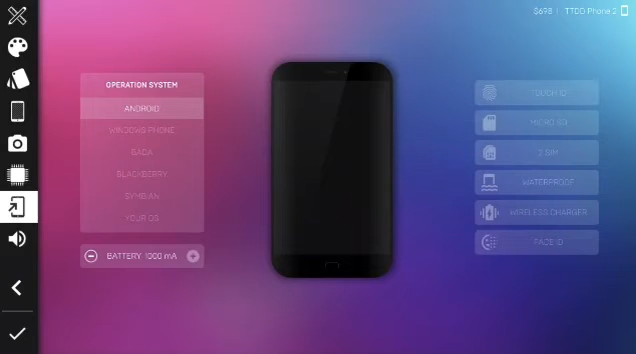 $698 | TTDD Phone 2
OPERATION SYSTEM
ANDROID
WINDOWS PHONE
BADA
BLACKBERRY
SYMBIAN
YOUR OS
BATTERY 1000 mA
TOUCH ID
MICRO SD
2 SIM
WATERPROOF
WIRELESS CHARGER
FACE ID